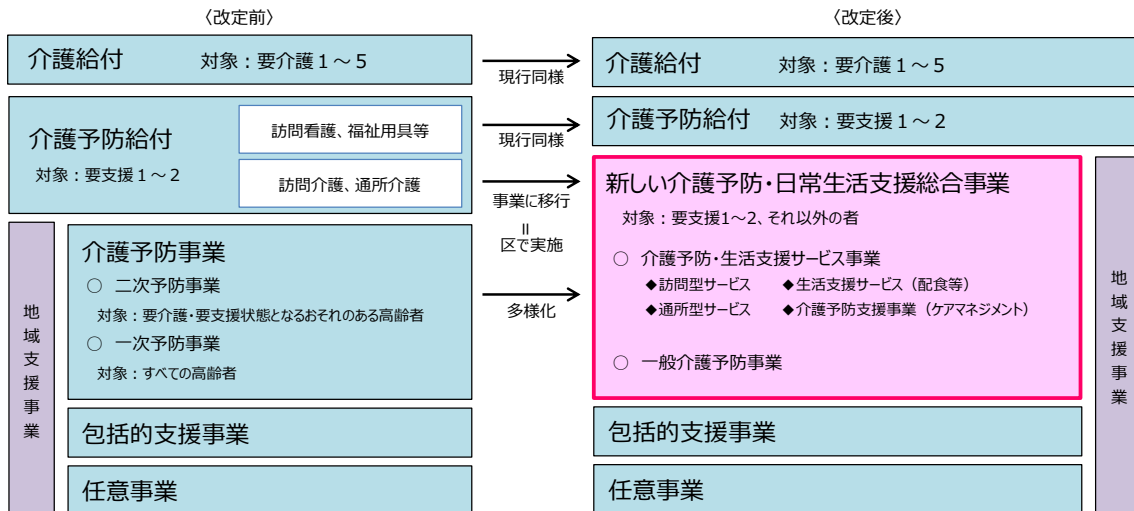 〈改定前〉
介護給付　対象：要介護１～５
介護予防給付
対象：要支援１～２
訪問看護、福祉用具等
訪問介護、通所介護
地域支援事業
介護予防事業
○ 二次予防事業
対象：要介護・要支援状態となるおそれのある高齢者
○ 一次予防事業
対象：すべての高齢者
包括的支援事業
任意事業
現行同様
現行同様
事業に移行
＝
区で実施
多様化
〈改定後〉
介護給付　対象：要介護１～５
介護予防給付　対象：要支援１～２
新しい介護予防・日常生活支援総合事業
対象：要支援1～2、それ以外の者
○ 介護予防・生活支援サービス事業
◆訪問型サービス　◆生活支援サービス（配食等）
◆通所型サービス　◆介護予防支援事業（ケアマネジメント）
○ 一般介護予防事業
包括的支援事業
任意事業
地域支援事業